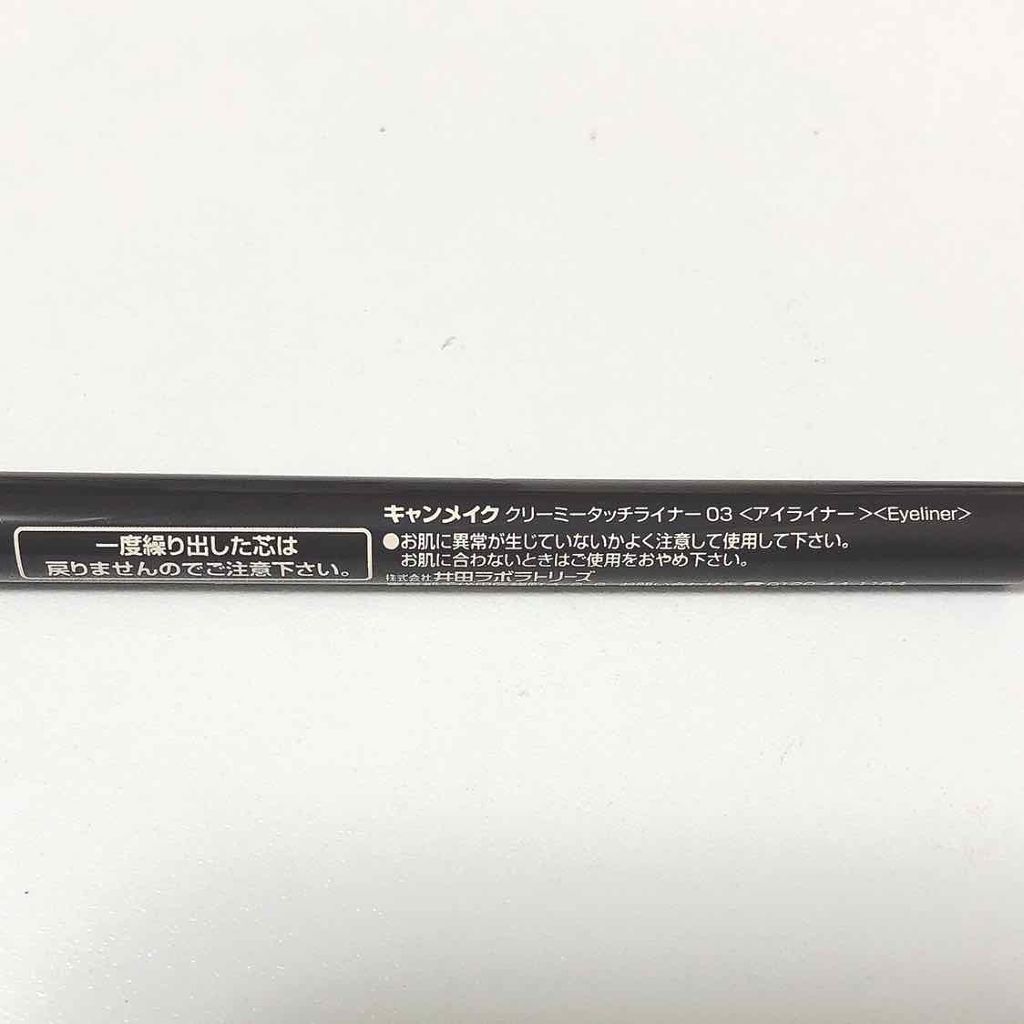 一度繰り出した芯は
戻りませんのでご注意下さい。
キャンメイク クリーミータッチライナー 03 <アイライナー><Eyeliner>
●お肌に異常が生じていないかよく注意して使用して下さい。
お肌に合わないときはご使用をおやめ下さい。
株式会社 井田ラボラトリーズ